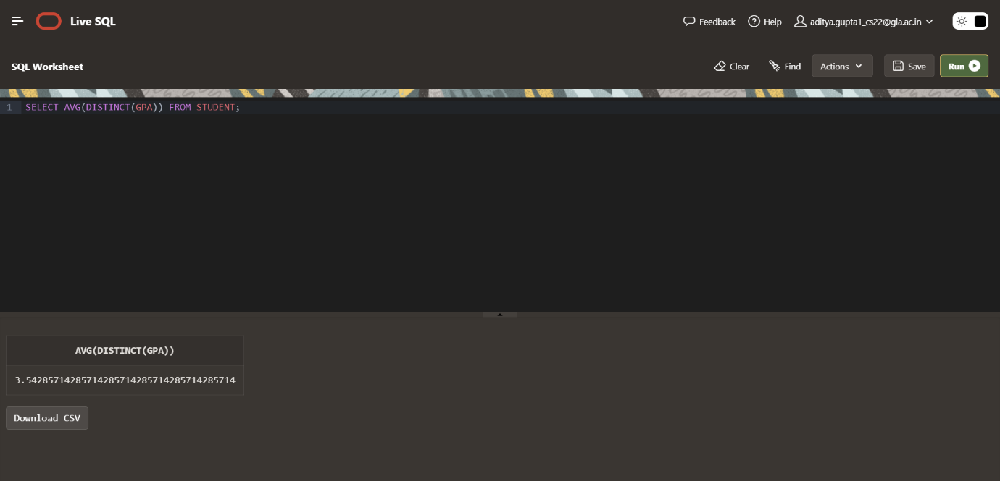 Live SQL
Feedback
Help
aditya.gupta1_cs22@gla.ac.in
SQL Worksheet
Clear
Find
Actions
Save
Run
1 SELECT AVG(DISTINCT(GPA)) FROM STUDENT;
AVG(DISTINCT(GPA))
3.54285714285714285714285714285714285714
Download CSV